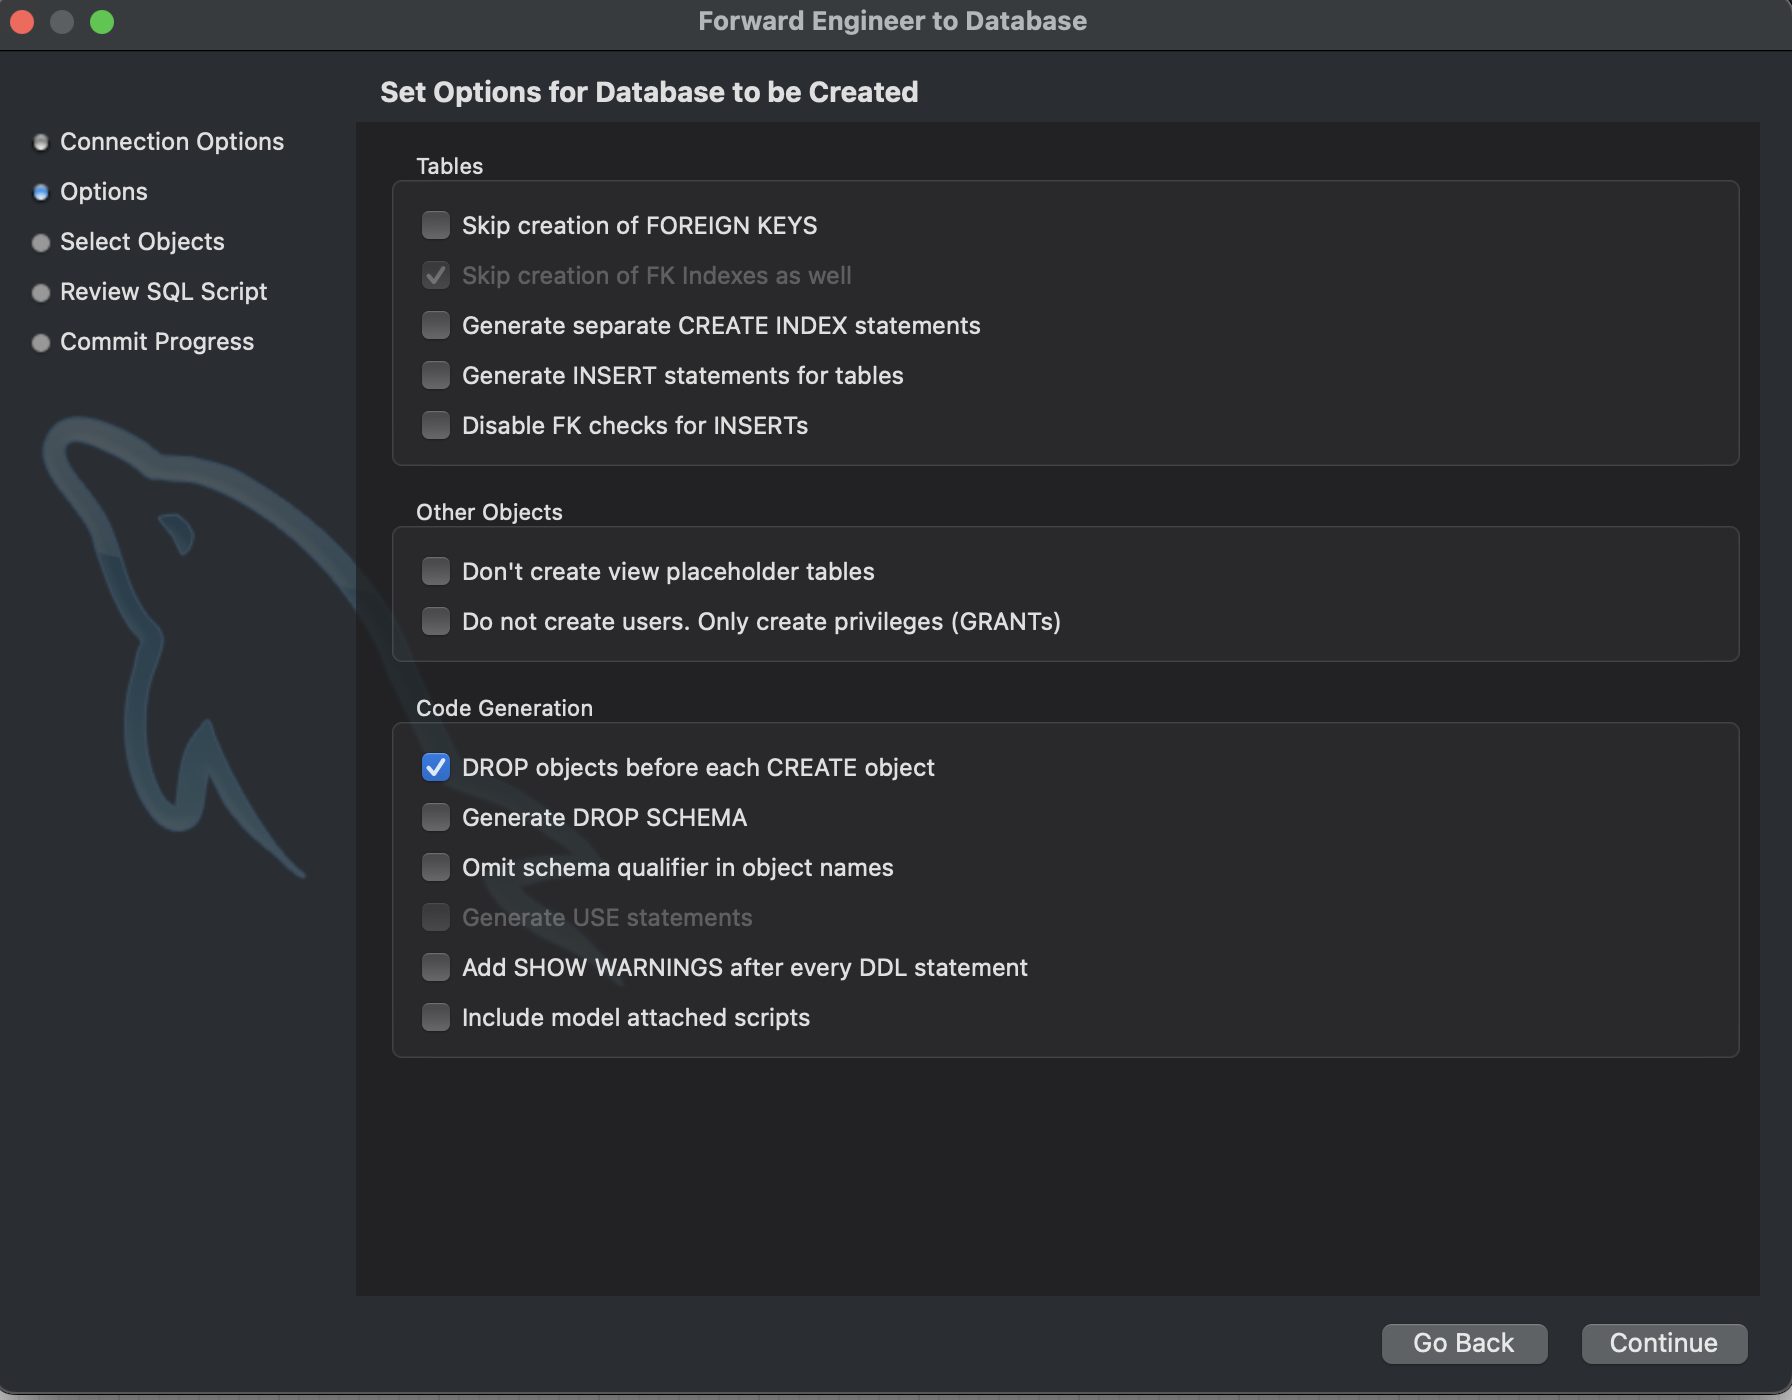 Forward Engineer to Database
Set Options for Database to be Created
Connection Options
Options
Select Objects
Review SQL Script
Commit Progress
Tables
Skip creation of FOREIGN KEYS
Skip creation of FK Indexes as well
Generate separate CREATE INDEX statements
Generate INSERT statements for tables
Disable FK checks for INSERTs
Other Objects
Don't create view placeholder tables
Do not create users. Only create privileges (GRANTs)
Code Generation
DROP objects before each CREATE object
Generate DROP SCHEMA
Omit schema qualifier in object names
Generate USE statements
Add SHOW WARNINGS after every DDL statement
Include model attached scripts
Go Back
Continue